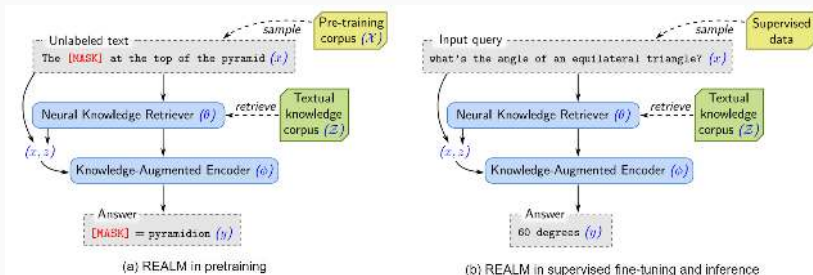 sample
Pre-training
corpus (X)
Unlabeled text
The [MASK] at the top of the pyramid (x)
Neural Knowledge Retriever (θ)
retrieve
Textual
knowledge
corpus (Z)
(x, z)
Knowledge-Augmented Encoder (ϕ)
Answer
[MASK] = pyramidion (y)
(a) REALM in pretraining
sample
Supervised
data
Input query
what's the angle of an equilateral triangle? (x)
Neural Knowledge Retriever (θ)
retrieve
Textual
knowledge
corpus (Z)
(x, z)
Knowledge-Augmented Encoder (ϕ)
Answer
60 degrees (y)
(b) REALM in supervised fine-tuning and inference